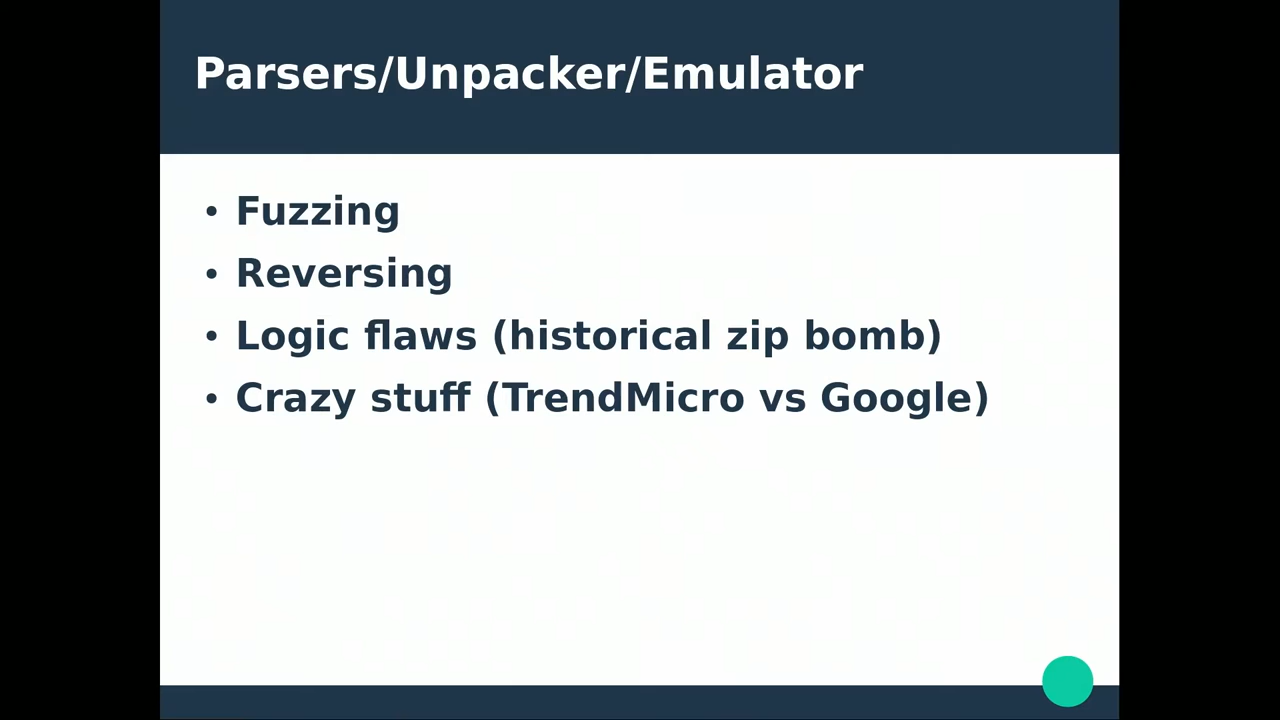 Parsers/Unpacker/Emulator
• Fuzzing
• Reversing
• Logic flaws (historical zip bomb)
• Crazy stuff (TrendMicro vs Google)